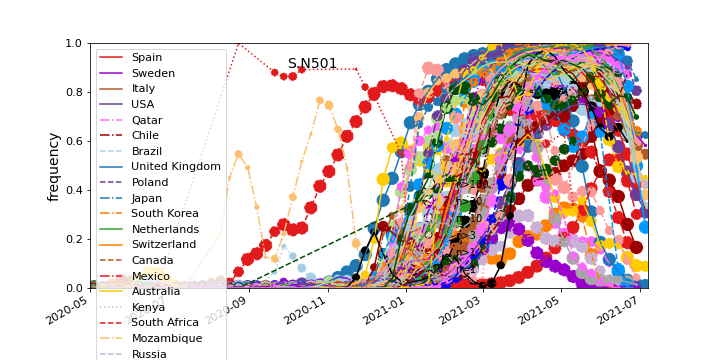 S.N501
1.0
0.8
0.6
0.4
0.2
0.0
frequency
Spain
Sweden
Italy
USA
Qatar
Chile
Brazil
United Kingdom
Poland
Japan
South Korea
Netherlands
Switzerland
Canada
Mexico
Australia
Kenya
South Africa
Mozambique
Russia
2020-05
2020-09
2020-11
2021-01
2021-03
2021-05
2021-07